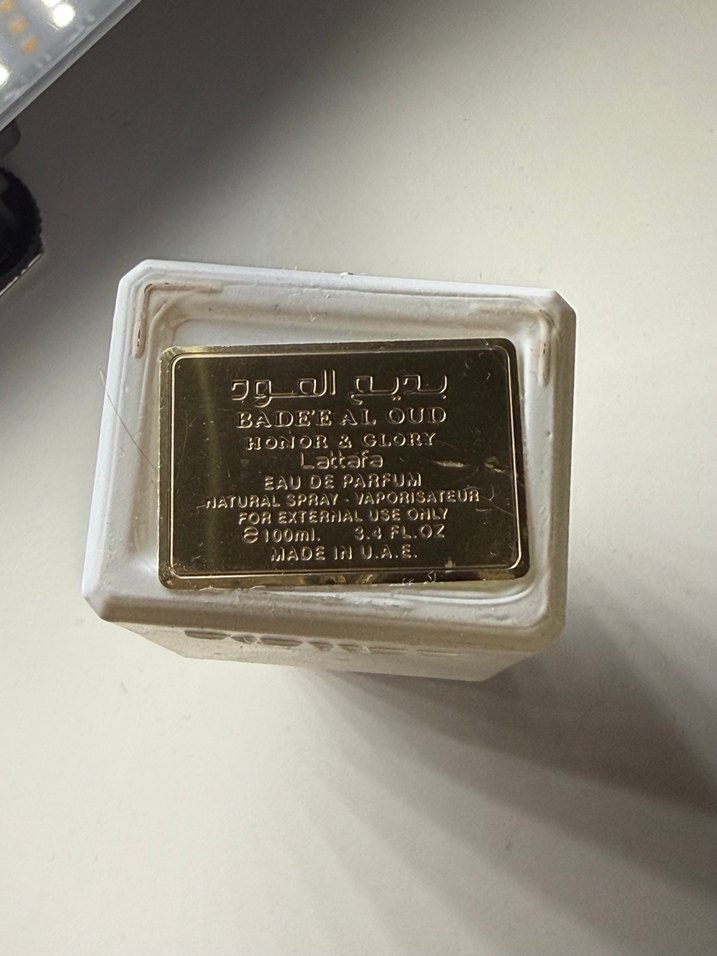 بديع العود
BADE'E AL OUD
HONOR & GLORY
Lattafa
EAU DE PARFUM
NATURAL SPRAY - VAPORISATEUR
FOR EXTERNAL USE ONLY
e 100ml. 3.4 FL.OZ
MADE IN U.A.E.